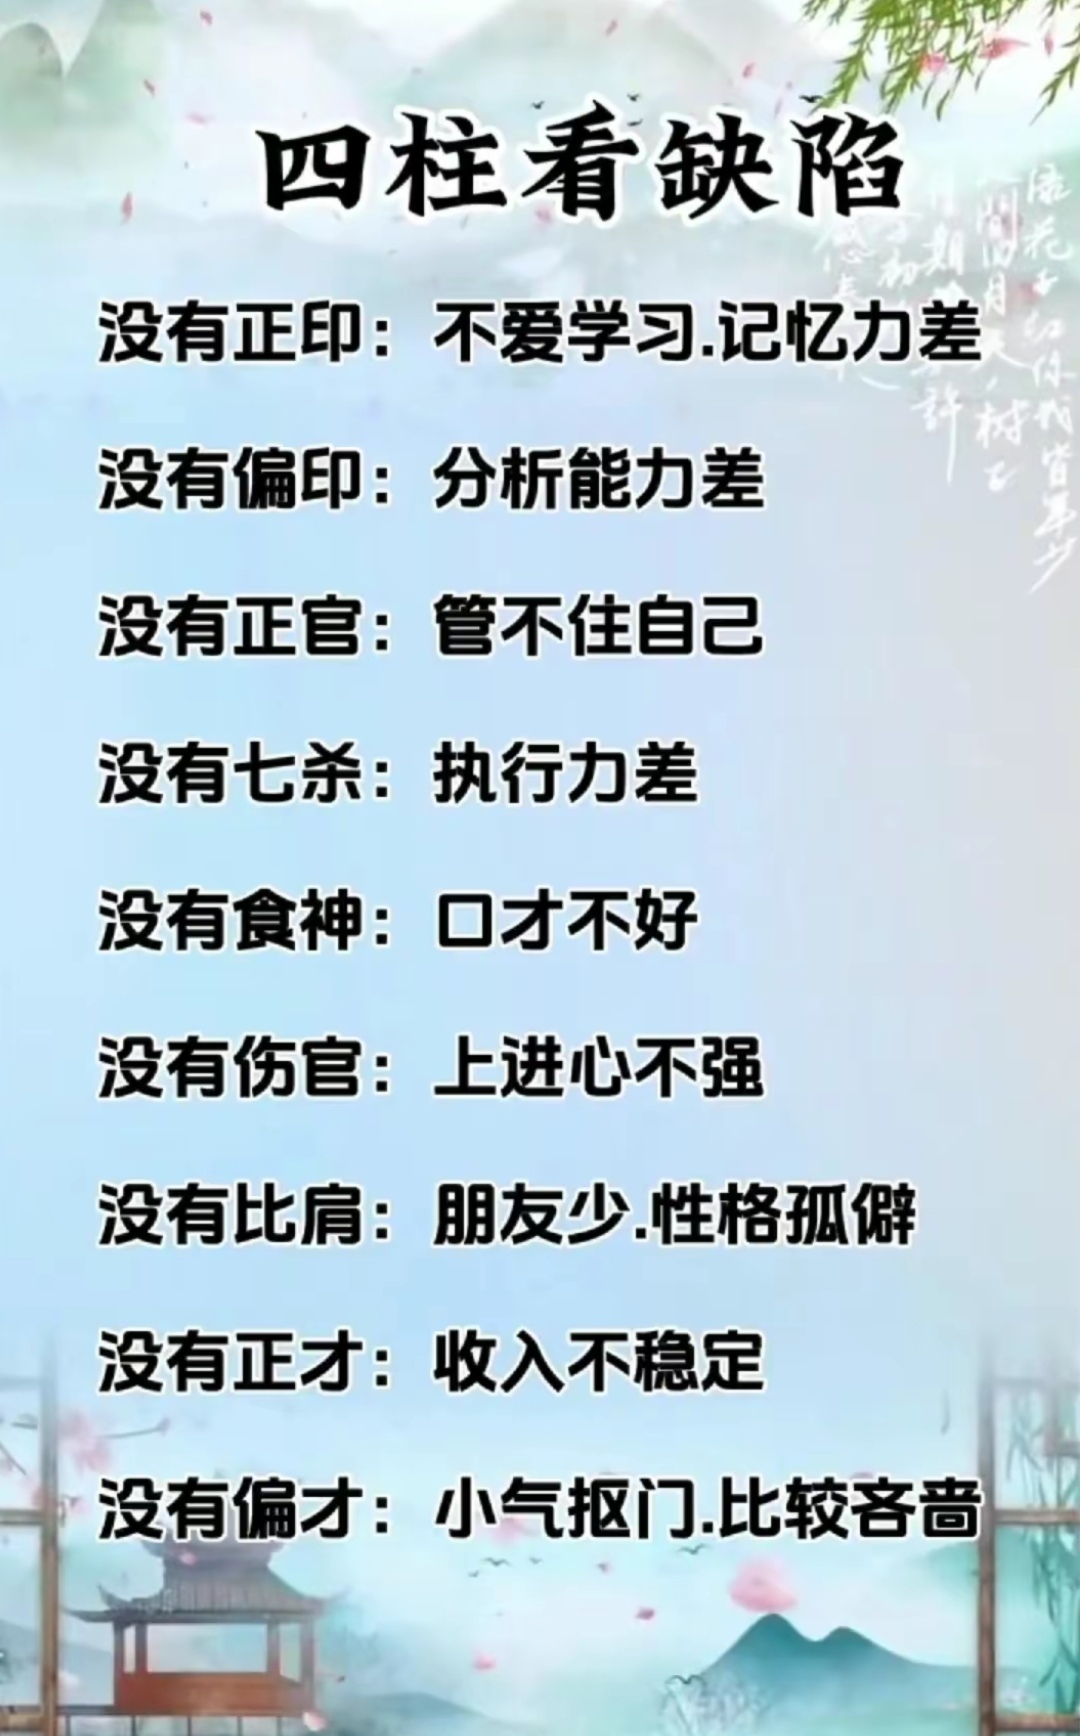 四柱看缺陷
没有正印：不爱学习.记忆力差
没有偏印：分析能力差
没有正官：管不住自己
没有七杀：执行力差
没有食神：口才不好
没有伤官：上进心不强
没有比肩：朋友少.性格孤僻
没有正才：收入不稳定
没有偏才：小气抠门.比较吝啬